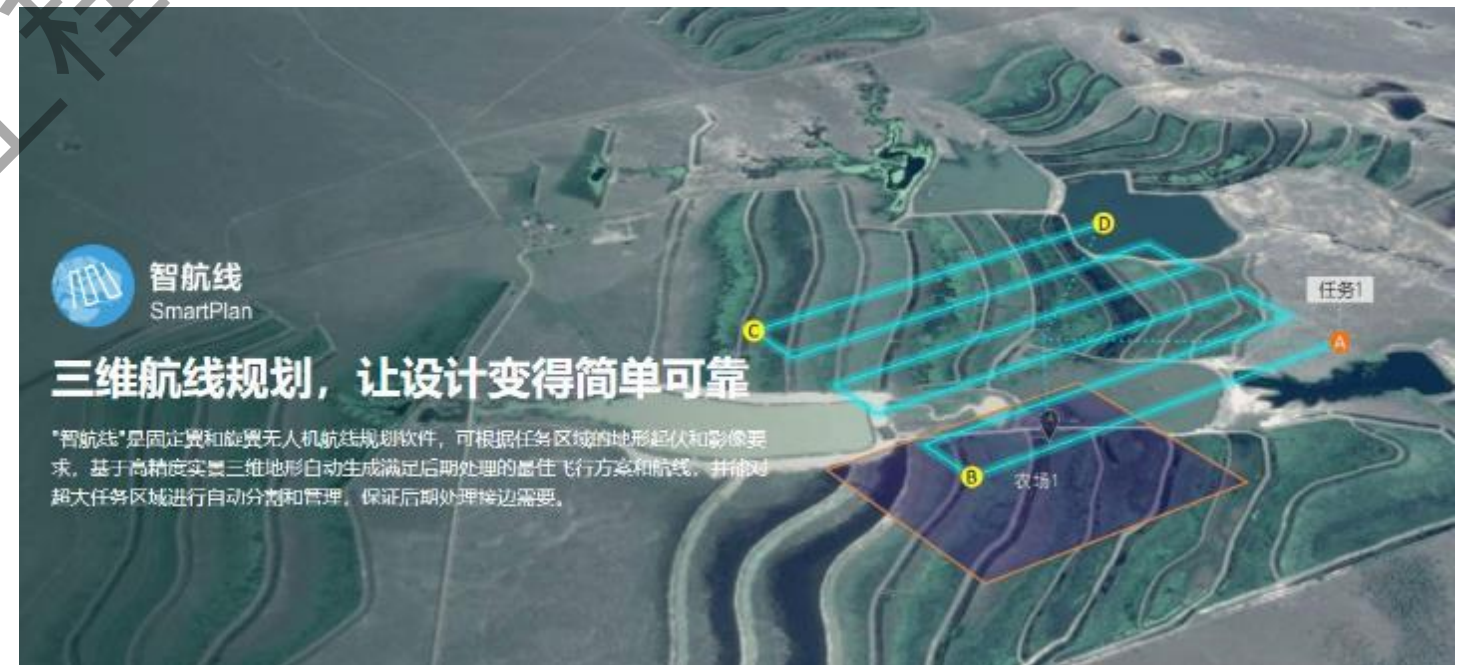 工程
智航线
SmartPlan
三维航线规划，让设计变得简单可靠
"智航线"是固定翼和旋翼无人机航线规划软件，可根据任务区域的地形起伏和影像要
求，基于高精度实景三维地形自动生成满足后期处理的最佳飞行方案和航线，并能对
超大任务区域进行自动分割和管理，保证后期处理接边需要。
D
任务1
C
A
B
农场1